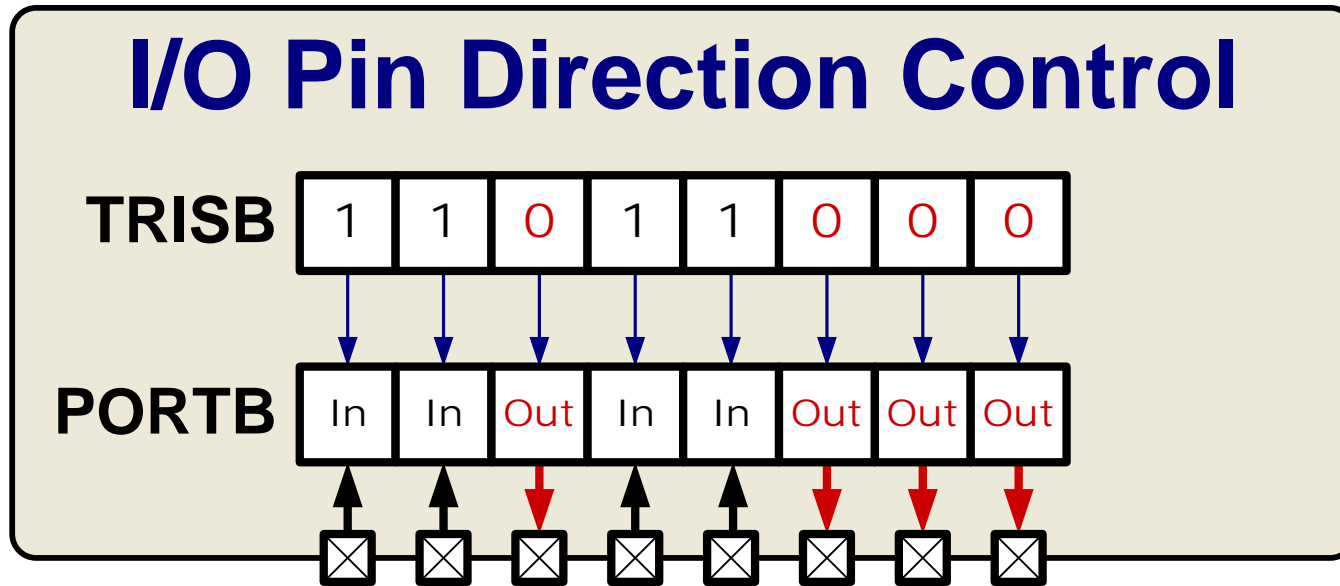 I/O Pin Direction Control
TRISB 1 1 0 1 1 0 0 0
PORTB In In Out In In Out Out Out